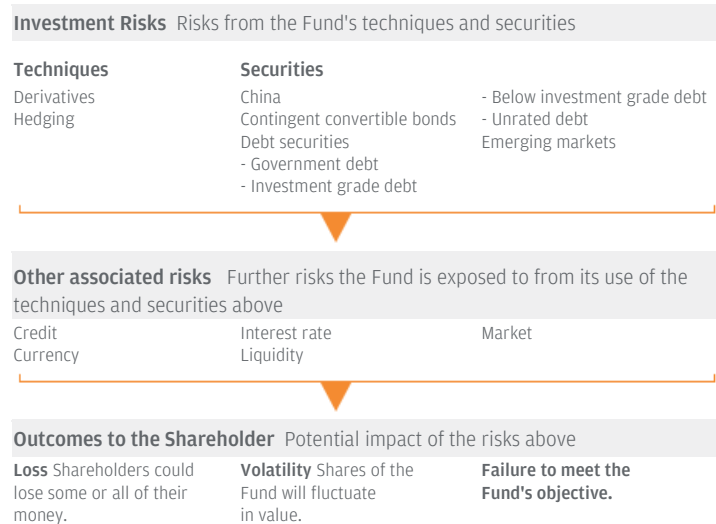 Investment Risks Risks from the Fund's techniques and securities
Techniques
Derivatives
Hedging
Securities
China
Contingent convertible bonds
Debt securities
- Government debt
- Investment grade debt
- Below investment grade debt
- Unrated debt
Emerging markets
Other associated risks Further risks the Fund is exposed to from its use of the
techniques and securities above
Credit
Currency
Interest rate
Liquidity
Market
Outcomes to the Shareholder Potential impact of the risks above
Loss Shareholders could
lose some or all of their
money.
Volatility Shares of the
Fund will fluctuate
in value.
Failure to meet the
Fund's objective.